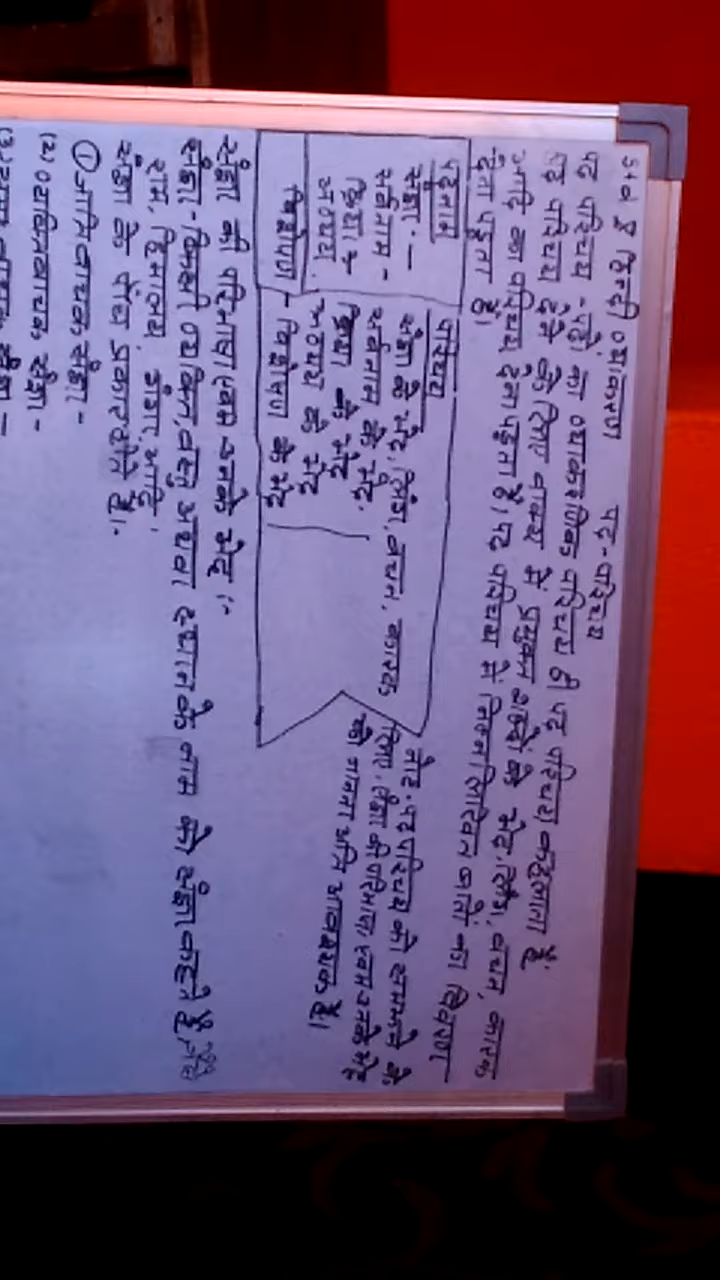 हिन्दी व्याकरण पद-परिचय
पद परिचय - पदों का व्याकरणिक परिचय ही पद परिचय कहलाता है
पद परिचय देने के लिए वाक्य में प्रयुक्त शब्दों के भेद, लिंग, वचन, कारक
आदि का परिचय देना पड़ता है। पद परिचय में निम्नलिखित बातों का विवरण
देना पड़ता है।
पदनाम परिचय
संज्ञा - संज्ञा के भेद, लिंग, वचन, कारक
सर्वनाम - सर्वनाम के भेद
क्रिया क्रिया के भेद
अव्यय अव्यय के भेद
विशेषण - विशेषण के भेद
नोट - पद परिचय को समझने के
लिए संज्ञा की परिभाषा एवम उनके भेद
को जानना अति आवश्यक है।
संज्ञा की परिभाषा एवम उनके भेद :-
संज्ञा - किसी व्यक्ति, वस्तु अथवा स्थान के नाम को संज्ञा कहते हैं, जैसे
राम, हिमालय, आदि
संज्ञा के पांच प्रकार होते हैं।-
① जातिवाचक संज्ञा -
(2) व्यक्तिवाचक संज्ञा -
(3) वाचक संज्ञा -